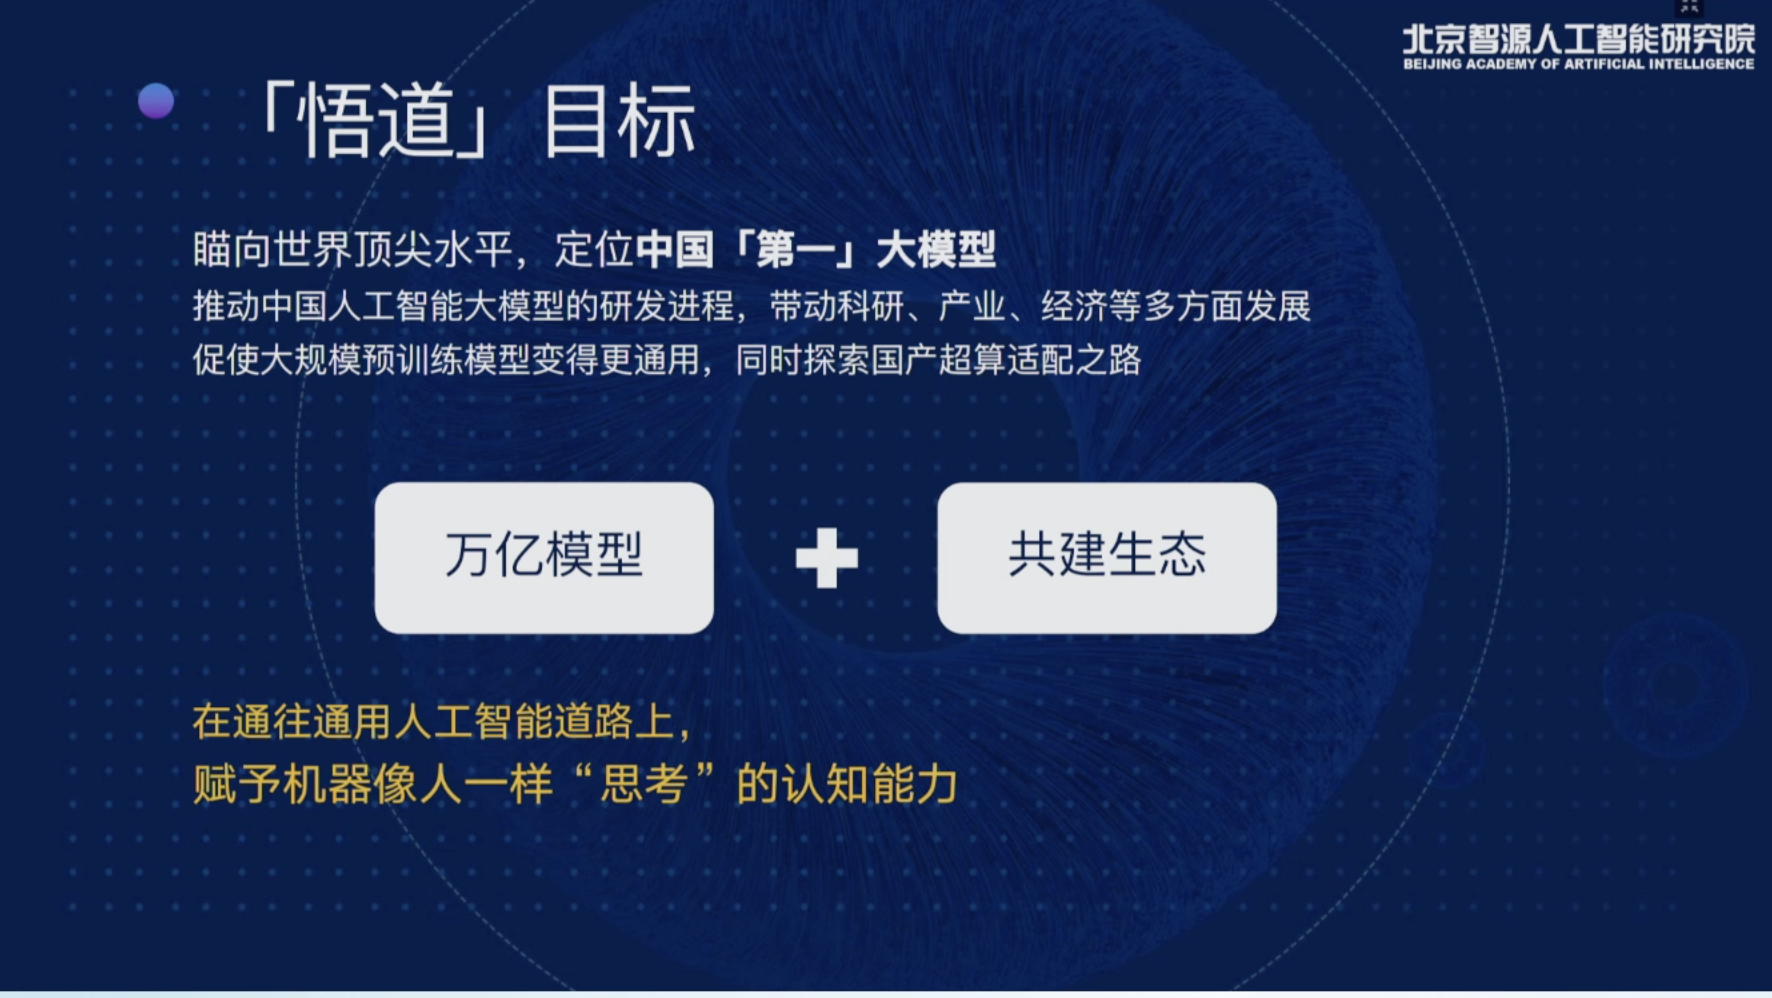 北京智源人工智能研究院
BEIJING ACADEMY OF ARTIFICIAL INTELLIGENCE
「悟道」目标
瞄向世界顶尖水平，定位中国「第一」大模型
推动中国人工智能大模型的研发进程，带动科研、产业、经济等多方面发展
促使大规模预训练模型变得更通用，同时探索国产超算适配之路
万亿模型
共建生态
在通往通用人工智能道路上，
赋予机器像人一样“思考”的认知能力